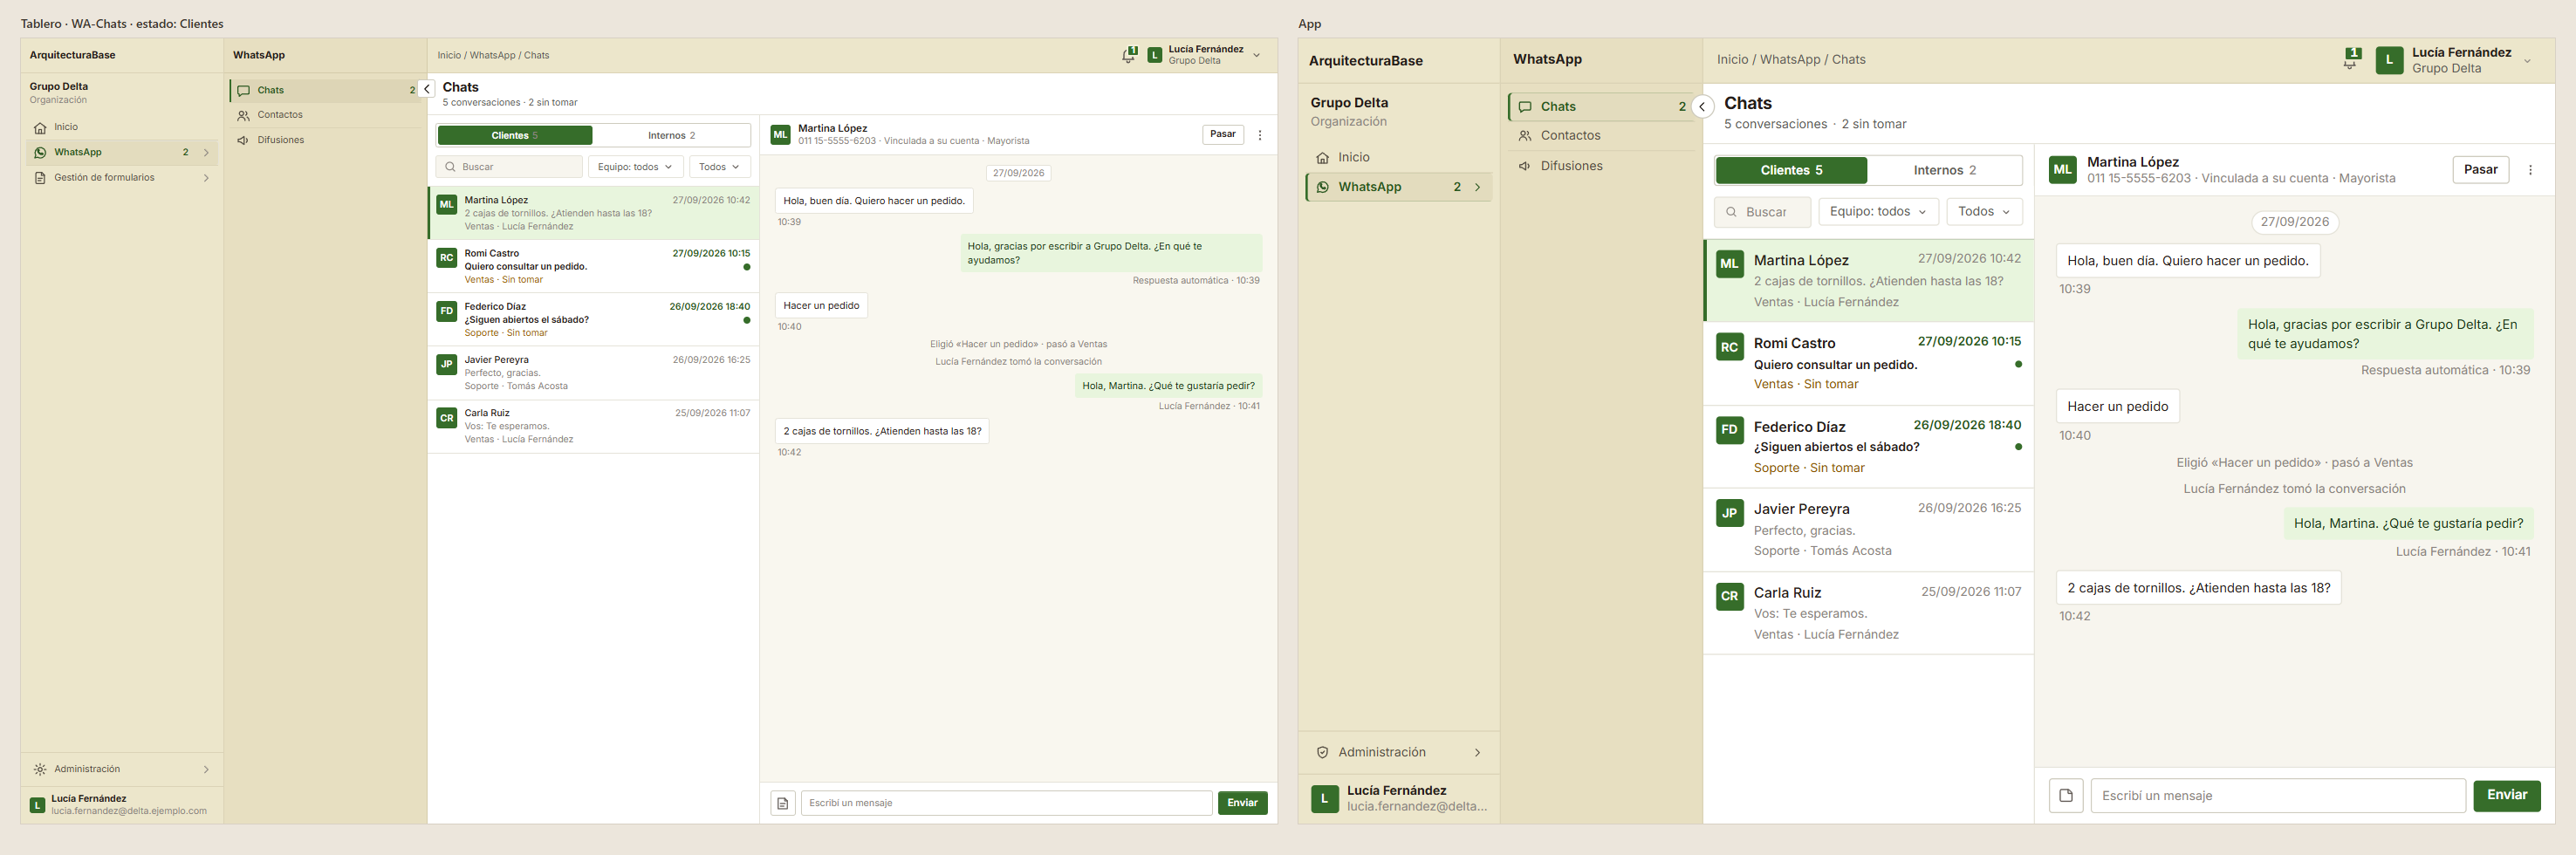 Tablero · WA-Chats · estado: Clientes
ArquitecturaBase
Grupo Delta
Organización
Inicio
WhatsApp 2
Gestión de formularios
Administración
L
Lucía Fernández
lucia.fernandez@delta.ejemplo.com
WhatsApp
Chats 2
Contactos
Difusiones
Inicio / WhatsApp / Chats
1
L
Lucía Fernández
Grupo Delta
Chats
5 conversaciones · 2 sin tomar
Clientes 5
Internos 2
Buscar
Equipo: todos
Todos
ML
Martina López 27/09/2026 10:42
2 cajas de tornillos. ¿Atienden hasta las 18?
Ventas · Lucía Fernández
RC
Romi Castro 27/09/2026 10:15
Quiero consultar un pedido.
Ventas · Sin tomar
FD
Federico Díaz 26/09/2026 18:40
¿Siguen abiertos el sábado?
Soporte · Sin tomar
JP
Javier Pereyra 26/09/2026 16:25
Perfecto, gracias.
Soporte · Tomás Acosta
CR
Carla Ruiz 25/09/2026 11:07
Vos: Te esperamos.
Ventas · Lucía Fernández
ML
Martina López
011 15-5555-6203 · Vinculada a su cuenta · Mayorista
Pasar
27/09/2026
Hola, buen día. Quiero hacer un pedido.
10:39
Hola, gracias por escribir a Grupo Delta. ¿En qué te
ayudamos?
Respuesta automática · 10:39
Hacer un pedido
10:40
Eligió «Hacer un pedido» · pasó a Ventas
Lucía Fernández tomó la conversación
Hola, Martina. ¿Qué te gustaría pedir?
Lucía Fernández · 10:41
2 cajas de tornillos. ¿Atienden hasta las 18?
10:42
Escribí un mensaje
Enviar
App
ArquitecturaBase
Grupo Delta
Organización
Inicio
WhatsApp 2
Administración
L
Lucía Fernández
lucia.fernandez@delta...
WhatsApp
Chats 2
Contactos
Difusiones
Inicio / WhatsApp / Chats
1
L
Lucía Fernández
Grupo Delta
Chats
5 conversaciones · 2 sin tomar
Clientes 5
Internos 2
Buscar
Equipo: todos
Todos
ML
Martina López 27/09/2026 10:42
2 cajas de tornillos. ¿Atienden hasta las 18?
Ventas · Lucía Fernández
RC
Romi Castro 27/09/2026 10:15
Quiero consultar un pedido.
Ventas · Sin tomar
FD
Federico Díaz 26/09/2026 18:40
¿Siguen abiertos el sábado?
Soporte · Sin tomar
JP
Javier Pereyra 26/09/2026 16:25
Perfecto, gracias.
Soporte · Tomás Acosta
CR
Carla Ruiz 25/09/2026 11:07
Vos: Te esperamos.
Ventas · Lucía Fernández
ML
Martina López
011 15-5555-6203 · Vinculada a su cuenta · Mayorista
Pasar
27/09/2026
Hola, buen día. Quiero hacer un pedido.
10:39
Hola, gracias por escribir a Grupo Delta. ¿En
qué te ayudamos?
Respuesta automática · 10:39
Hacer un pedido
10:40
Eligió «Hacer un pedido» · pasó a Ventas
Lucía Fernández tomó la conversación
Hola, Martina. ¿Qué te gustaría pedir?
Lucía Fernández · 10:41
2 cajas de tornillos. ¿Atienden hasta las 18?
10:42
Escribí un mensaje
Enviar